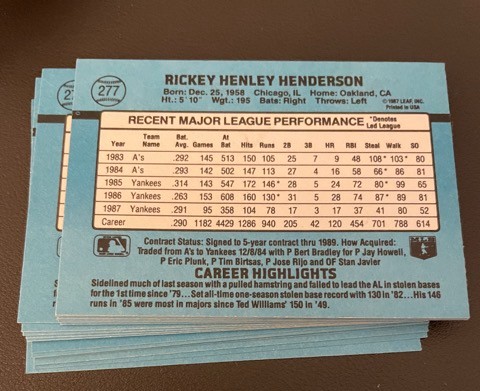 277
RICKEY HENLEY HENDERSON
Born: Dec. 25, 1958 Chicago, IL Home: Oakland, CA
Ht.: 5' 10" Wgt.: 195 Bats: Right Throws: Left
©1987 LEAF, INC.
Printed in USA
RECENT MAJOR LEAGUE PERFORMANCE
*Denotes
Led League
Year Team Name Bat. Avg. Games At Bat Hits Runs 2B 3B HR RBI Steal Walk SO
1983 A's .292 145 513 150 105 25 7 9 48 108* 103* 80
1984 A's .293 142 502 147 113 27 4 16 58 66* 86 81
1985 Yankees .314 143 547 172 146* 28 5 24 72 80* 99 65
1986 Yankees .263 153 608 160 130* 31 5 28 74 87* 89 81
1987 Yankees .291 95 358 104 78 17 3 17 37 41 80 52
Career .290 1182 4429 1286 940 205 42 120 454 701 788 614
Contract Status: Signed to 5-year contract thru 1989. How Acquired:
Traded from A's to Yankees 12/8/84 with P Bert Bradley for P Jay Howell,
P Eric Plunk, P Tim Birtsas, P Jose Rijo and OF Stan Javier
CAREER HIGHLIGHTS
Sidelined much of last season with a pulled hamstring and failed to lead the AL in stolen bases
for the 1st time since '79... Set all-time one-season stolen base record with 130 in '82... His 146
runs in '85 were most in majors since Ted Williams' 150 in '49.